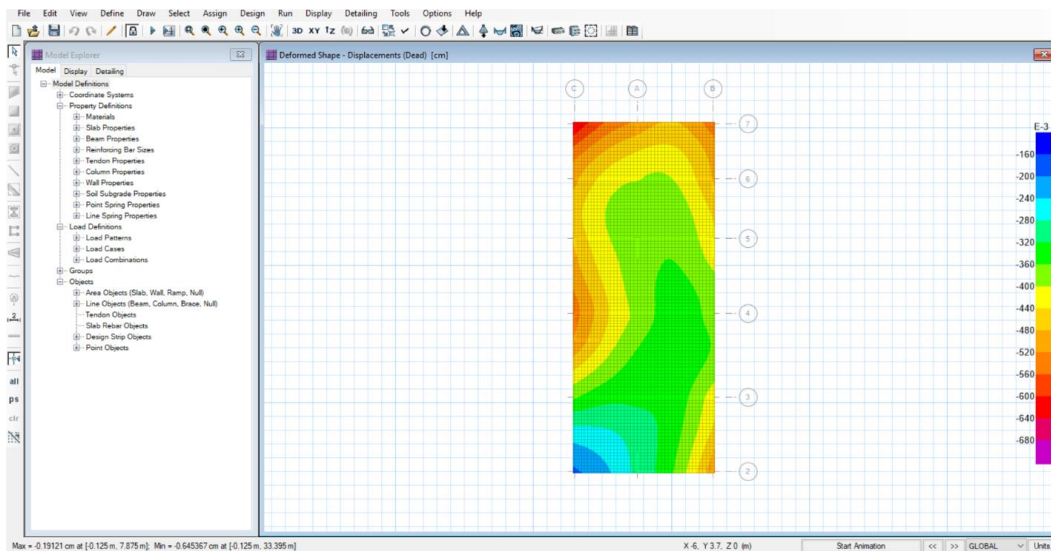 File Edit View Define Draw Select Assign Design Run Display Detailing Tools Options Help
3D XY
Model Explorer
Model Display Detailing
Model Definitions
Coordinate Systems
Property Definitions
Materials
Slab Properties
Beam Properties
Reinforcing Bar Sizes
Tendon Properties
Column Properties
Wall Properties
Soil Subgrade Properties
Point Spring Properties
Line Spring Properties
Load Definitions
Load Patterns
Load Cases
Load Combinations
Groups
Objects
Area Objects (Slab, Wall, Ramp, Null)
Line Objects (Beam, Column, Brace, Null)
Tendon Objects
Slab Rebar Objects
Design Strip Objects
Point Objects
all
ps
clr
Deformed Shape - Displacements (Dead) [cm]
C A B
7
6
5
4
3
2
E-3
-160
-200
-240
-280
-320
-360
-400
-440
-480
-520
-560
-600
-640
-680
Max = -0.19121 cm at [-0.125 m, 7.875 m]; Min = -0.645367 cm at [-0.125 m, 33.395 m]
X -6, Y 3.7, Z 0 (m)
Start Animation << >> GLOBAL Units